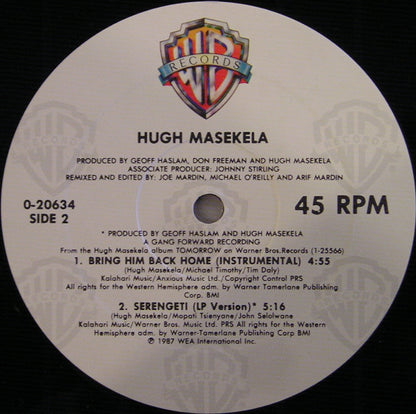 WB
RECORDS
HUGH MASEKELA
PRODUCED BY GEOFF HASLAM, DON FREEMAN AND HUGH MASEKELA
ASSOCIATE PRODUCER: JOHNNY STIRLING
REMIXED AND EDITED BY: JOE MARDIN, MICHAEL O'REILLY AND ARIF MARDIN
0-20634
SIDE 2
45 RPM
* PRODUCED BY GEOFF HASLAM AND HUGH MASEKELA
A GANG FORWARD RECORDING
From the Hugh Masekela album TOMORROW on Warner Bros. Records (1-25566)
1. BRING HIM BACK HOME (INSTRUMENTAL) 4:55
(Hugh Masekela/Michael Timothy/Tim Daly)
Kalahari Music/Anxious Music Ltd./Copyright Control PRS
All rights for the Western Hemisphere adm. by Warner Tamerlane Publishing
Corp. BMI
2. SERENGETI (LP Version)* 5:16
(Hugh Masekela/Mopati Tsienyane/John Selolwane
Kalahari Music/Warner Bros. Music Ltd. PRS All rights for the Western
Hemisphere adm. by Warner-Tamerlane Publishing Corp BMI
℗ 1987 WEA International Inc.